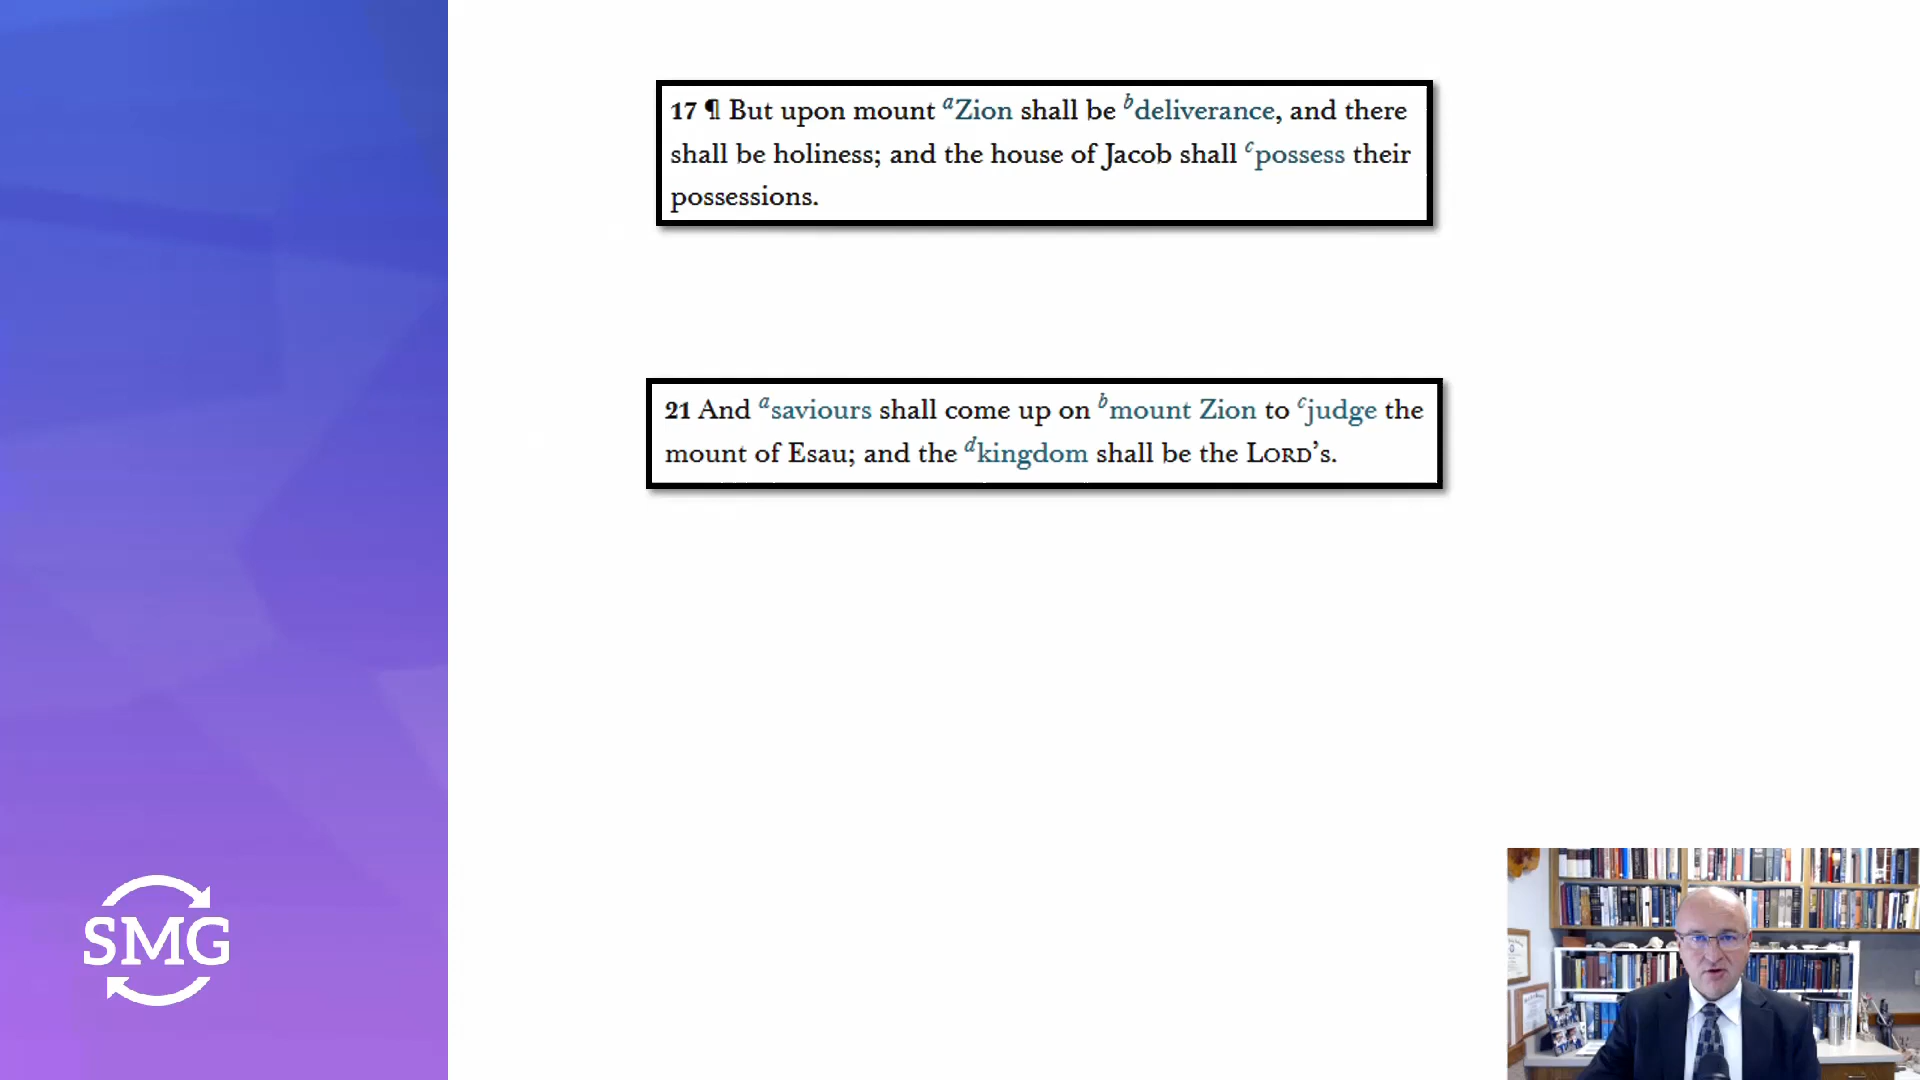 17 ¶ But upon mount aZion shall be bdeliverance, and there
shall be holiness; and the house of Jacob shall cpossess their
possessions.
21 And asaviours shall come up on bmount Zion to cjudge the
mount of Esau; and the dkingdom shall be the LORD’s.
SMG